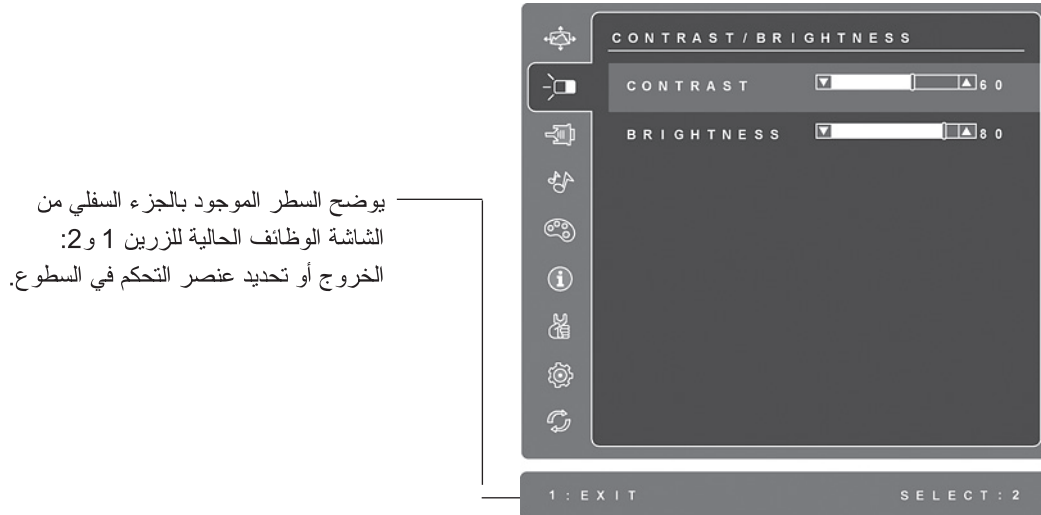 CONTRAST/BRIGHTNESS
CONTRAST 60
BRIGHTNESS 80
يوضح السطر الموجود بالجزء السفلي من
الشاشة الوظائف الحالية للزرين 1 و2:
الخروج أو تحديد عنصر التحكم في السطوع.
1:EXIT SELECT:2